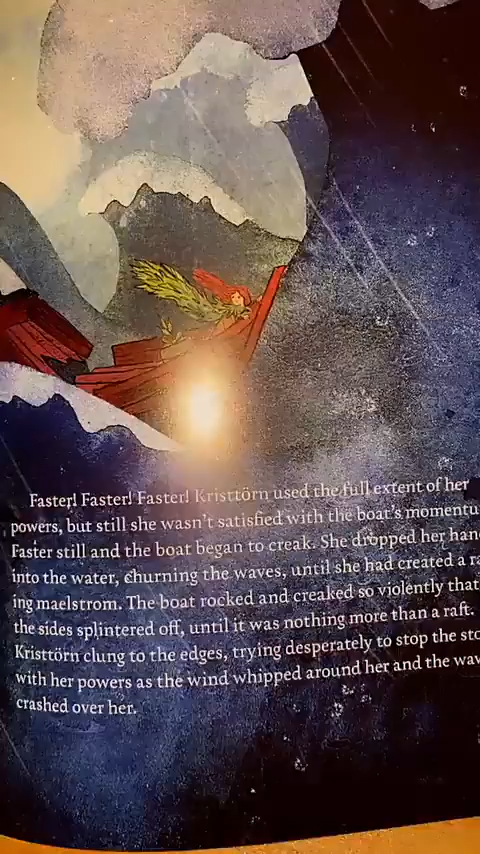 Faster! Faster! Faster! Kristtörn used the full extent of her
powers, but still she wasn't satisfied with the boat's
Faster still and the boat began to creak. She dropped her
into the water, churning the waves, until she had created a
ing maelstrom. The boat rocked and creaked so violently that
the sides splintered off, until it was nothing more than a raft.
Kristtörn clung to the edges, trying desperately to stop the
with her powers as the wind whipped around her and the
crashed over her.